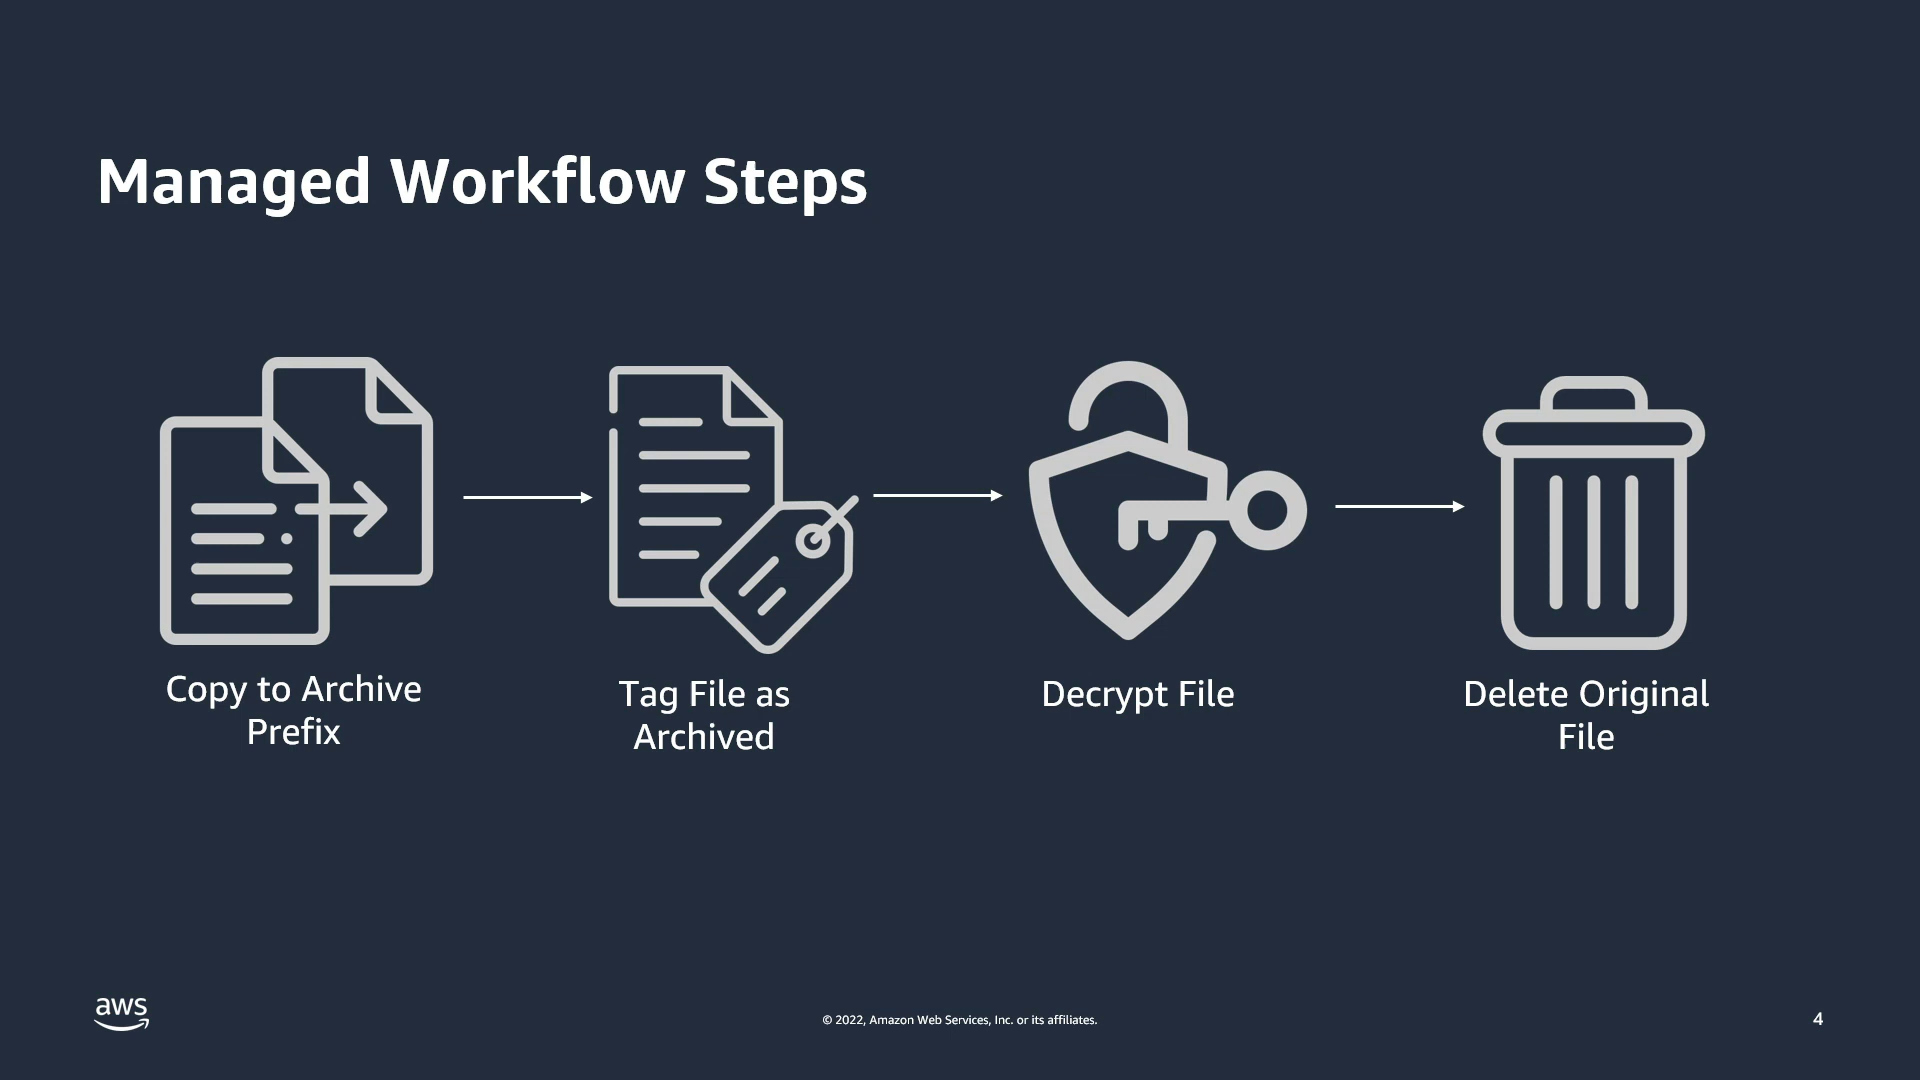 Managed Workflow Steps
Copy to Archive
Prefix
Tag File as
Archived
Decrypt File
Delete Original
File
aws
© 2022, Amazon Web Services, Inc. or its affiliates.
4